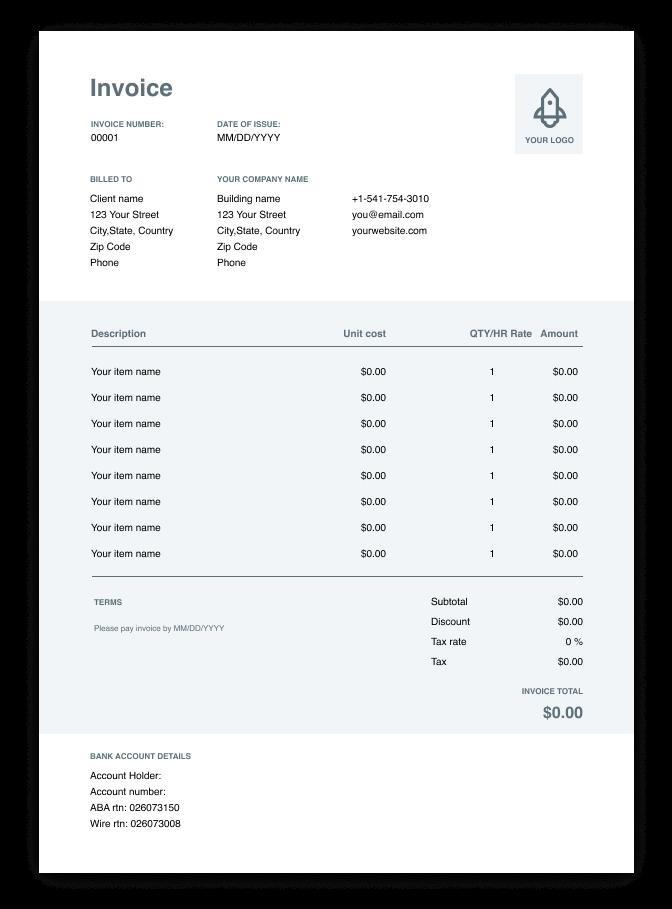 Invoice
YOUR LOGO
INVOICE NUMBER: DATE OF ISSUE:
00001 MM/DD/YYYY
BILLED TO YOUR COMPANY NAME
Client name Building name +1-541-754-3010
123 Your Street 123 Your Street you@email.com
City,State, Country City,State, Country yourwebsite.com
Zip Code Zip Code
Phone Phone
Description Unit cost QTY/HR Rate Amount
Your item name $0.00 1 $0.00
Your item name $0.00 1 $0.00
Your item name $0.00 1 $0.00
Your item name $0.00 1 $0.00
Your item name $0.00 1 $0.00
Your item name $0.00 1 $0.00
Your item name $0.00 1 $0.00
Your item name $0.00 1 $0.00
TERMS
Please pay invoice by MM/DD/YYYY
Subtotal $0.00
Discount $0.00
Tax rate 0 %
Tax $0.00
INVOICE TOTAL
$0.00
BANK ACCOUNT DETAILS
Account Holder:
Account number:
ABA rtn: 026073150
Wire rtn: 026073008